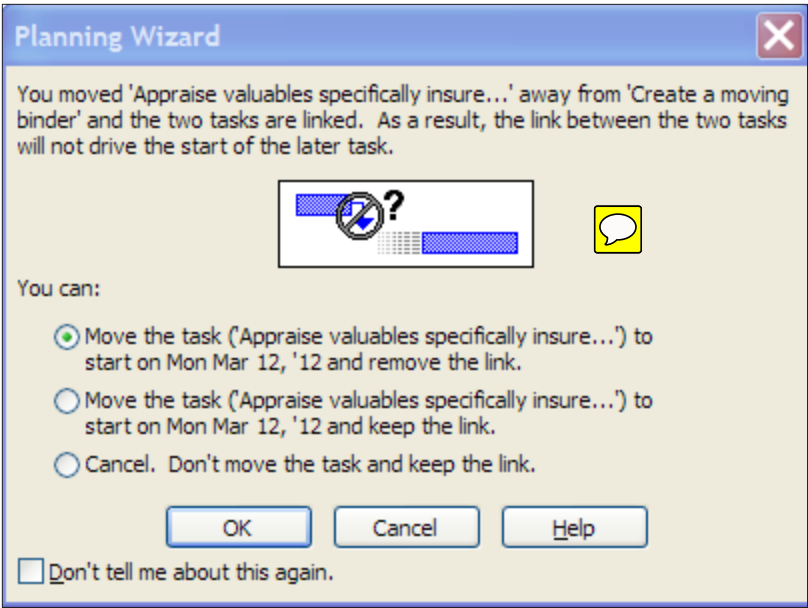 Planning Wizard
You moved 'Appraise valuables specifically insure...' away from 'Create a moving
binder' and the two tasks are linked. As a result, the link between the two tasks
will not drive the start of the later task.
?
You can:
Move the task ('Appraise valuables specifically insure...') to
start on Mon Mar 12, '12 and remove the link.
Move the task ('Appraise valuables specifically insure...') to
start on Mon Mar 12, '12 and keep the link.
Cancel. Don't move the task and keep the link.
OK Cancel Help
Don't tell me about this again.